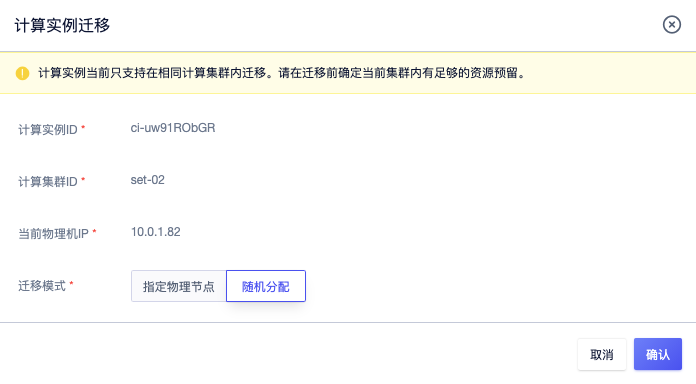 计算实例迁移
计算实例当前只支持在相同计算集群内迁移。请在迁移前确定当前集群内有足够的资源预留。
计算实例ID * ci-uw91RObGR
计算集群ID * set-02
当前物理机IP * 10.0.1.82
迁移模式 * 指定物理节点 随机分配
取消 确认